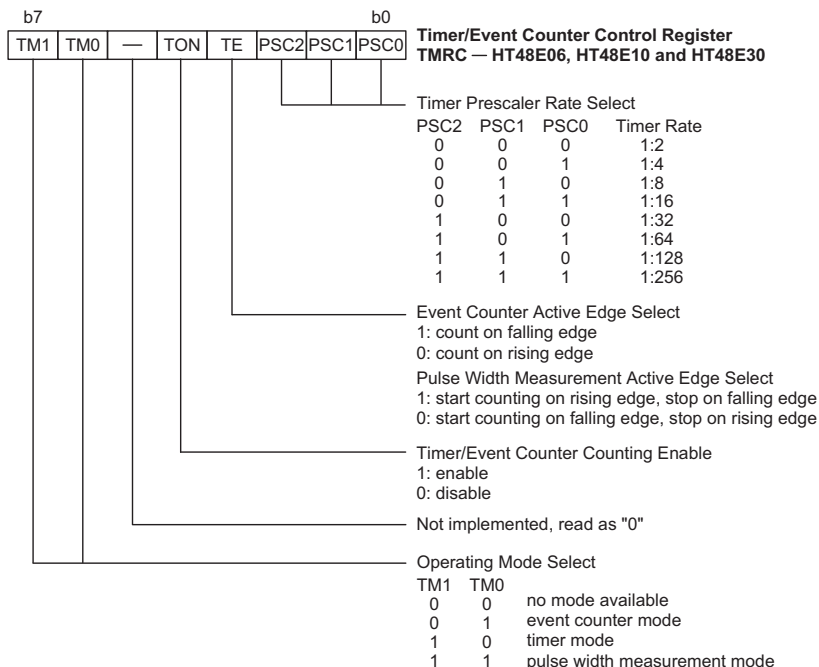 b7 b0
TM1 TM0 — TON TE PSC2 PSC1 PSC0
Timer/Event Counter Control Register
TMRC — HT48E06, HT48E10 and HT48E30
Timer Prescaler Rate Select
PSC2 PSC1 PSC0 Timer Rate
0 0 0 1:2
0 0 1 1:4
0 1 0 1:8
0 1 1 1:16
1 0 0 1:32
1 0 1 1:64
1 1 0 1:128
1 1 1 1:256
Event Counter Active Edge Select
1: count on falling edge
0: count on rising edge
Pulse Width Measurement Active Edge Select
1: start counting on rising edge, stop on falling edge
0: start counting on falling edge, stop on rising edge
Timer/Event Counter Counting Enable
1: enable
0: disable
Not implemented, read as "0"
Operating Mode Select
TM1 TM0
0 0 no mode available
0 1 event counter mode
1 0 timer mode
1 1 pulse width measurement mode